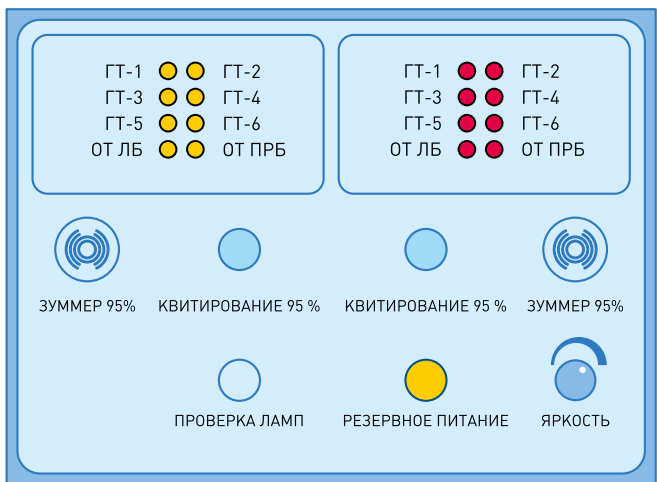 ГТ-1 ГТ-2 ГТ-1 ГТ-2
ГТ-3 ГТ-4 ГТ-3 ГТ-4
ГТ-5 ГТ-6 ГТ-5 ГТ-6
ОТ ЛБ ОТ ПРБ ОТ ЛБ ОТ ПРБ
ЗУММЕР 95% КВИТИРОВАНИЕ 95 % КВИТИРОВАНИЕ 95 % ЗУММЕР 95%
ПРОВЕРКА ЛАМП РЕЗЕРВНОЕ ПИТАНИЕ ЯРКОСТЬ